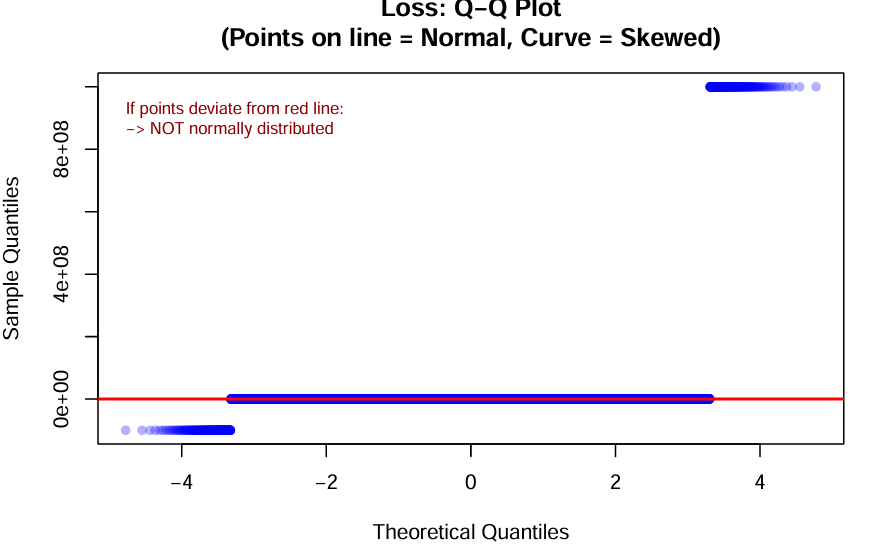 Loss: Q–Q Plot
(Points on line = Normal, Curve = Skewed)
If points deviate from red line:
–> NOT normally distributed
Sample Quantiles
8e+08
4e+08
0e+00
−4
−2
0
2
4
Theoretical Quantiles